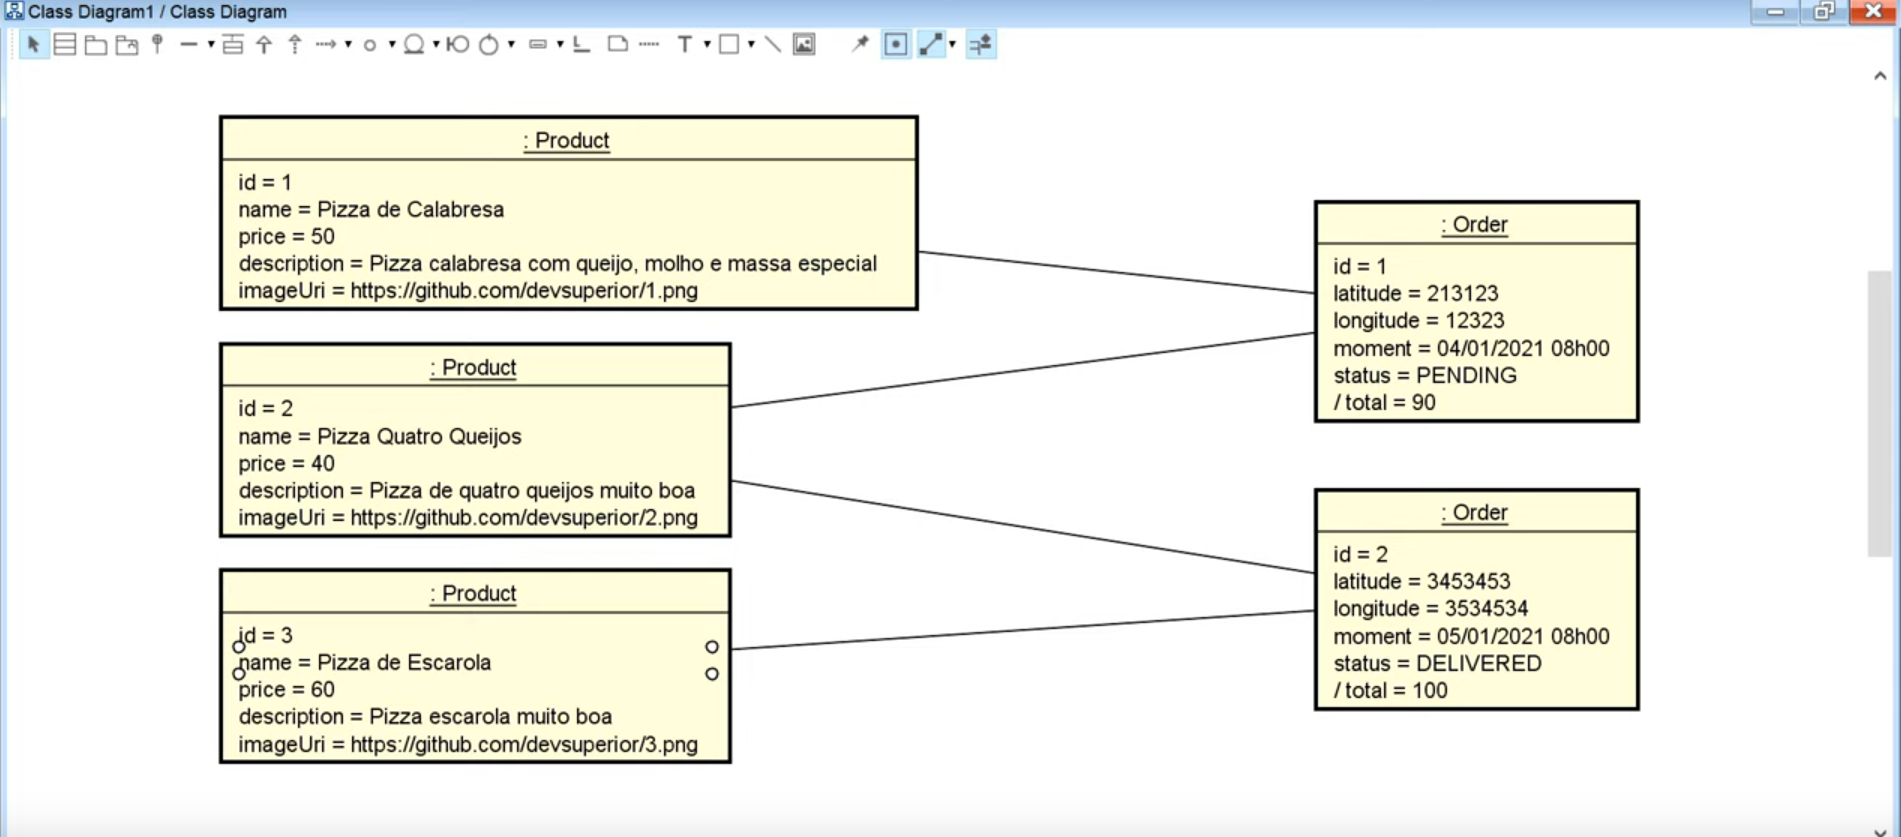 Class Diagram1 / Class Diagram
T
: Product
id = 1
name = Pizza de Calabresa
price = 50
description = Pizza calabresa com queijo, molho e massa especial
imageUri = https://github.com/devsuperior/1.png
: Product
id = 2
name = Pizza Quatro Queijos
price = 40
description = Pizza de quatro queijos muito boa
imageUri = https://github.com/devsuperior/2.png
: Product
id = 3
name = Pizza de Escarola
price = 60
description = Pizza escarola muito boa
imageUri = https://github.com/devsuperior/3.png
: Order
id = 1
latitude = 213123
longitude = 12323
moment = 04/01/2021 08h00
status = PENDING
/ total = 90
: Order
id = 2
latitude = 3453453
longitude = 3534534
moment = 05/01/2021 08h00
status = DELIVERED
/ total = 100